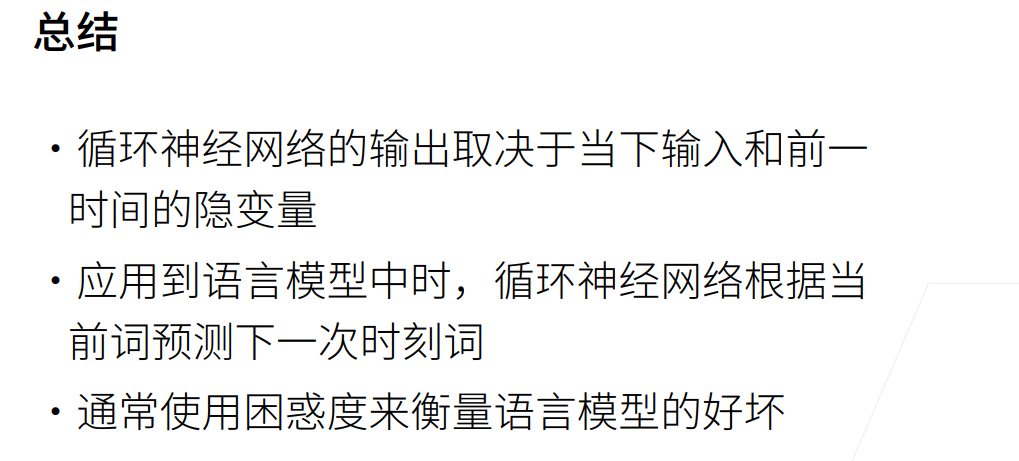 总结
• 循环神经网络的输出取决于当下输入和前一
时间的隐变量
• 应用到语言模型中时，循环神经网络根据当
前词预测下一次时刻词
• 通常使用困惑度来衡量语言模型的好坏